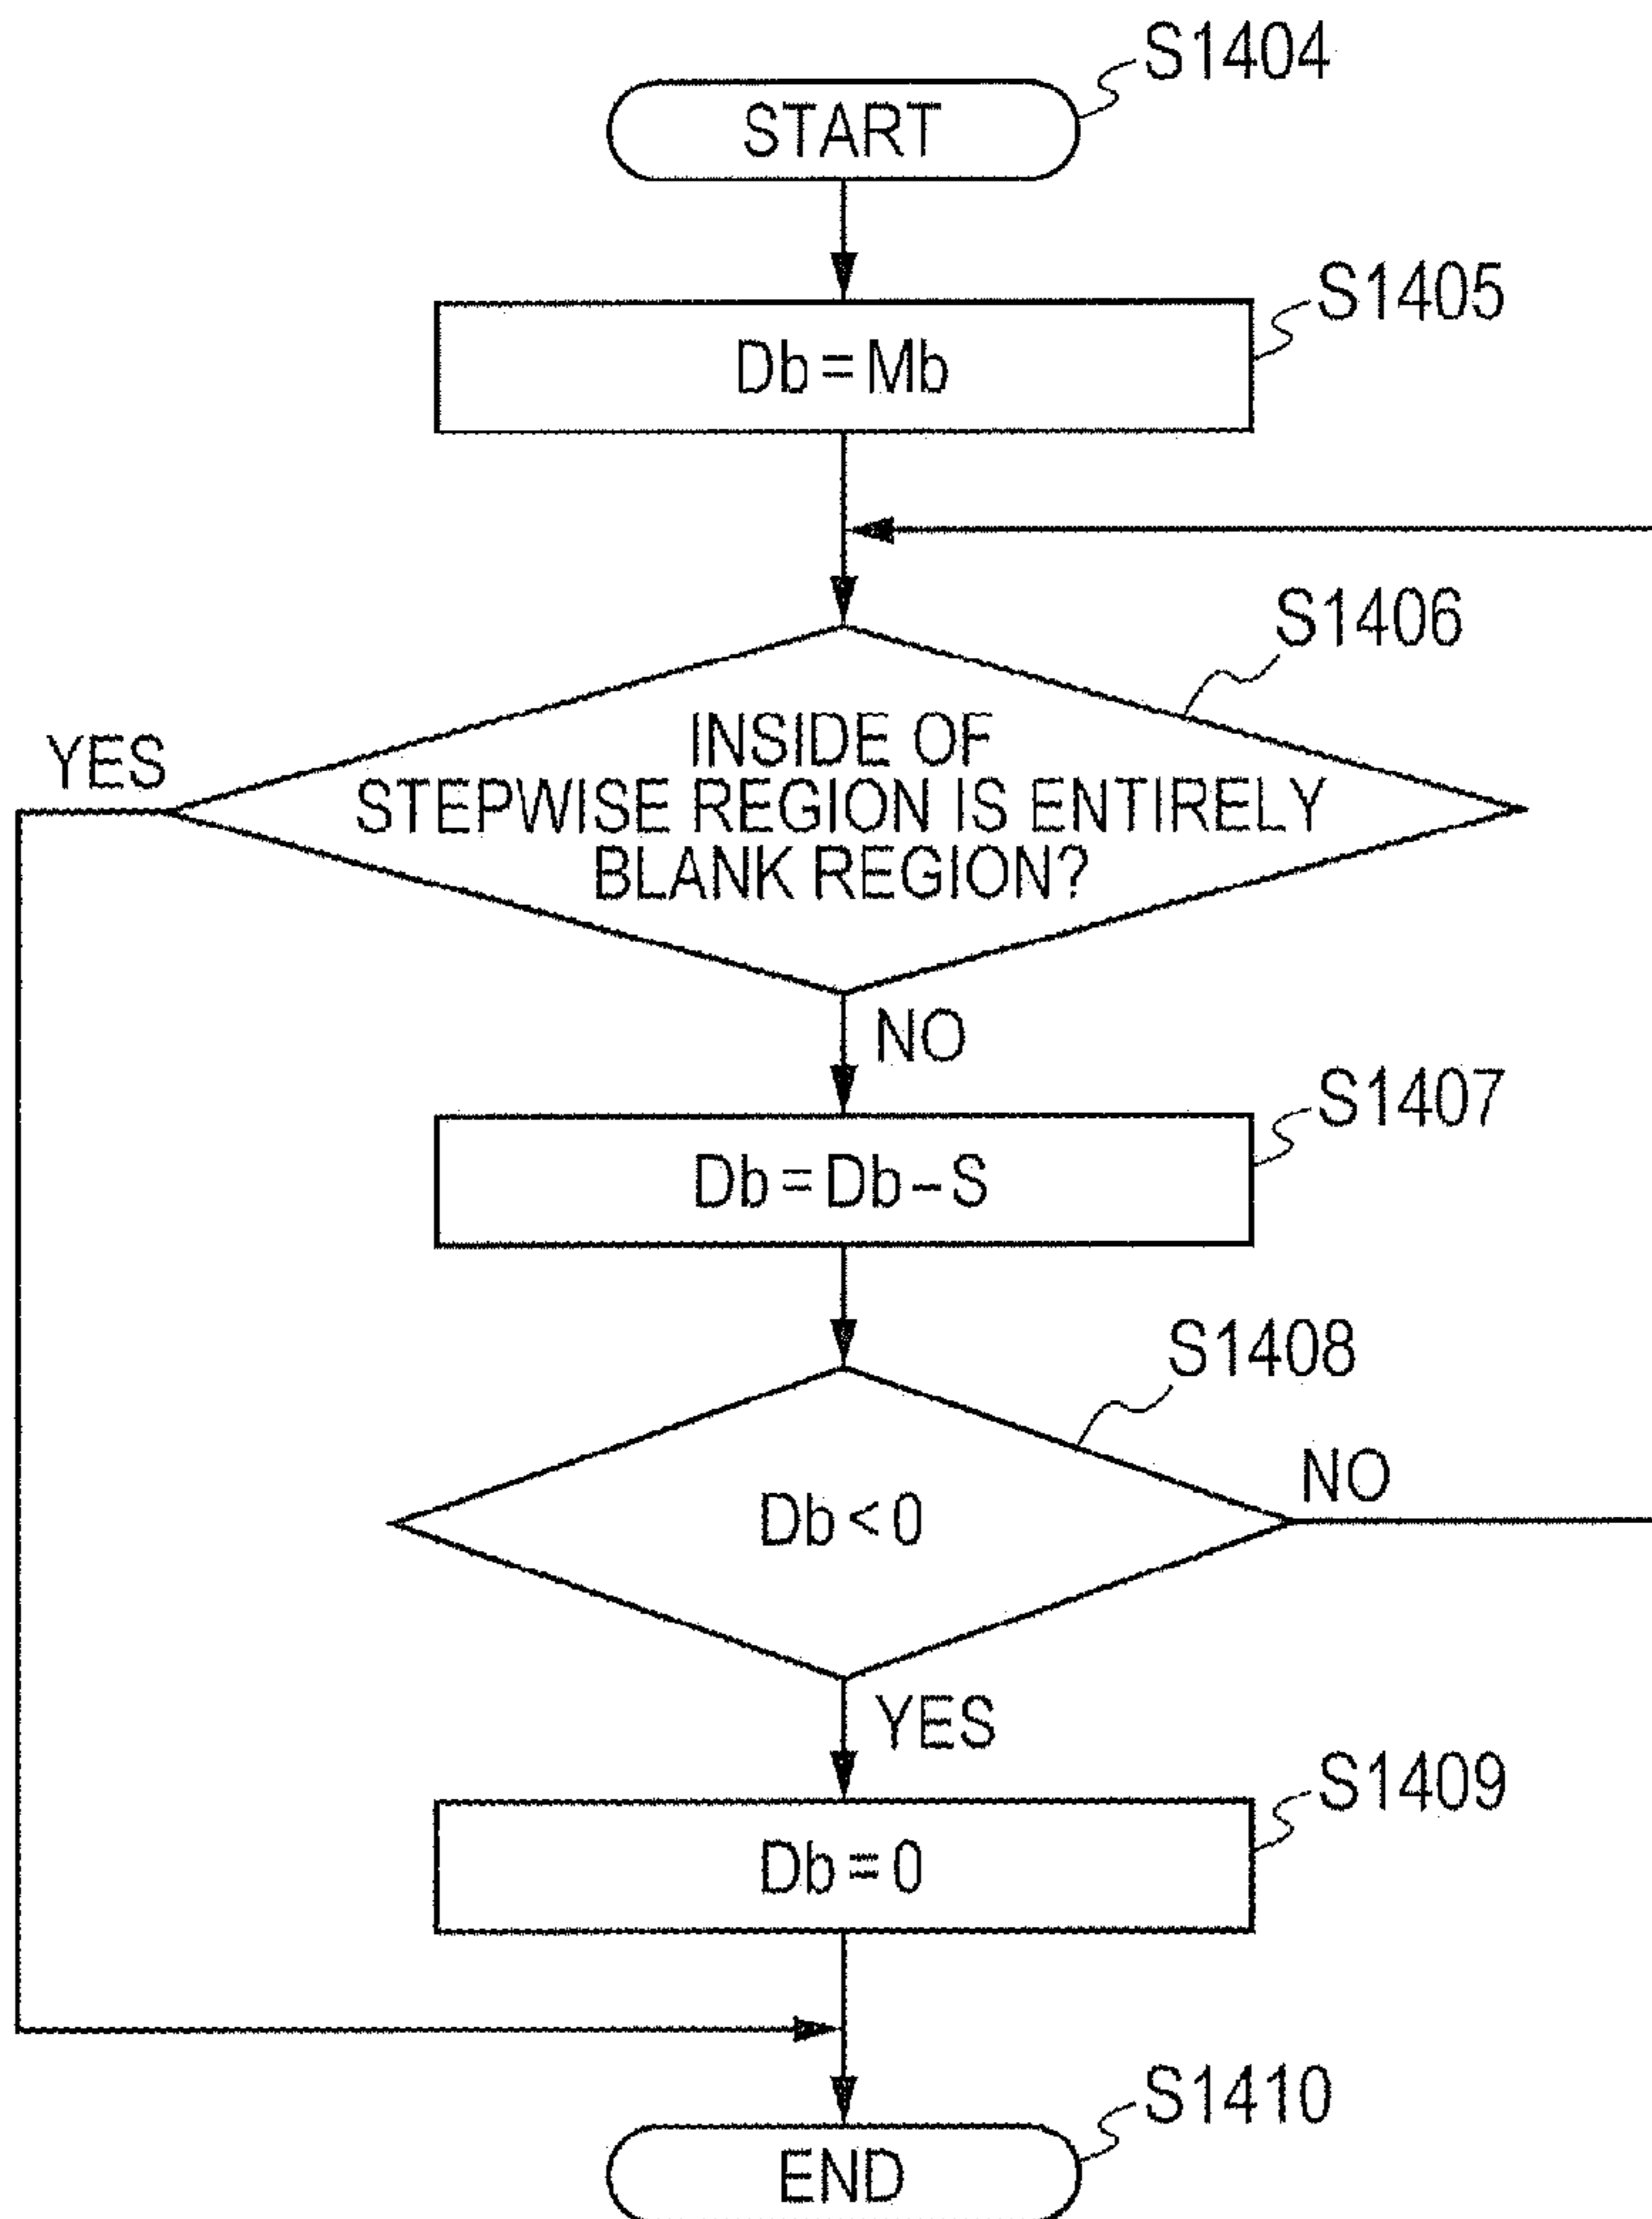 S1404
START
S1405
Db = Mb
S1406
YES
INSIDE OF
STEPWISE REGION IS ENTIRELY
BLANK REGION?
NO
S1407
Db = Db – S
S1408
Db < 0
NO
YES
S1409
Db = 0
S1410
END